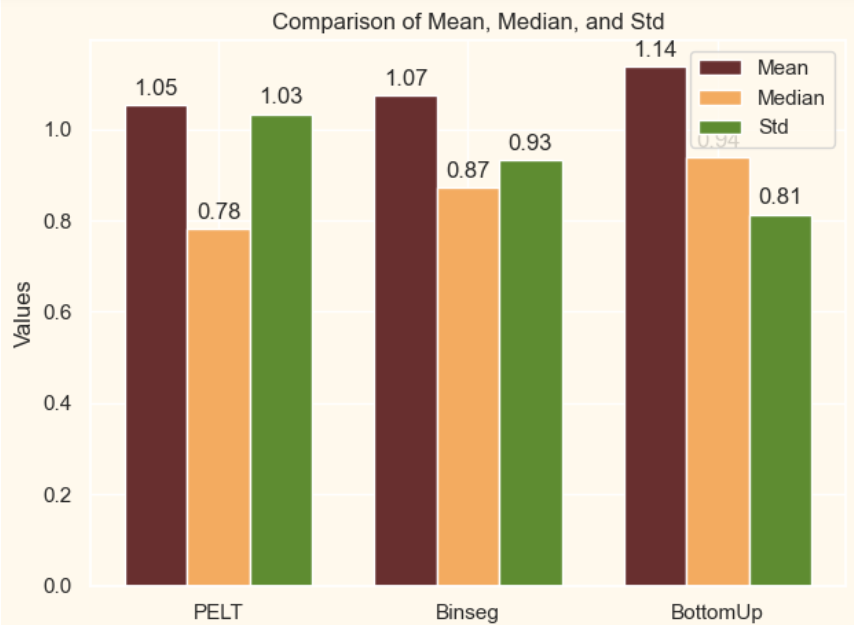 Comparison of Mean, Median, and Std
1.14
1.07
1.05
1.03
Mean
Median
Std
0.94
0.93
0.87
0.81
0.78
Values
1.0
0.8
0.6
0.4
0.2
0.0
PELT
Binseg
BottomUp